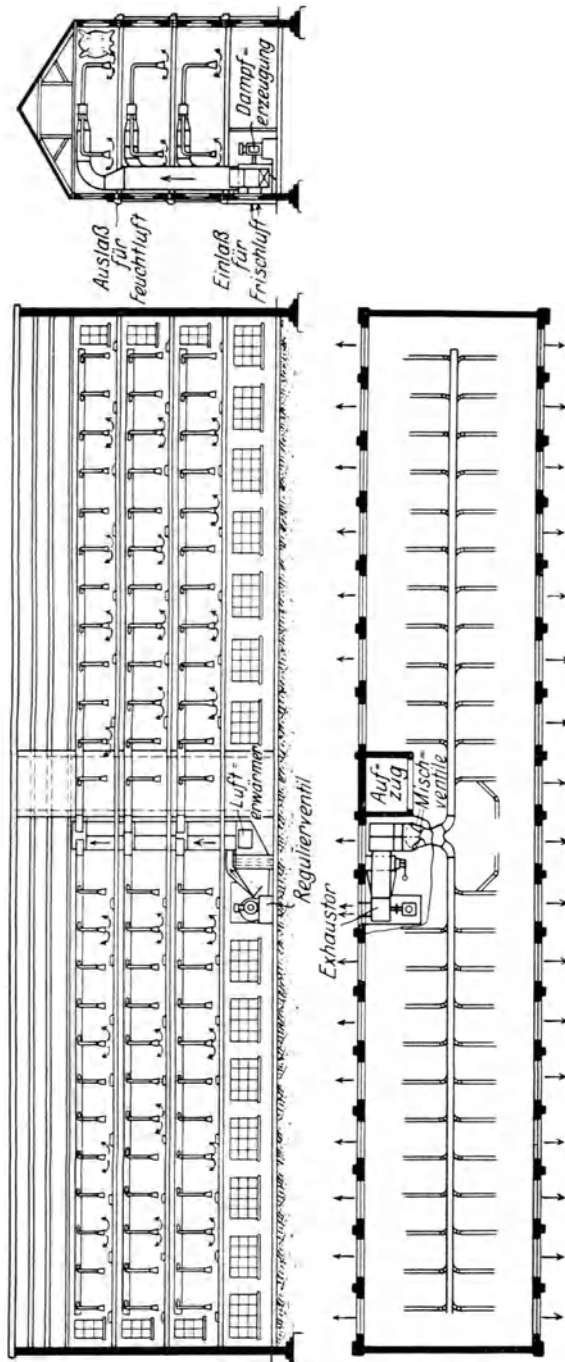 Dampf=
erzeugung
Auslaß
für
Feuchtluft
Einlaß
für
Frischluft
Luft=
erwärmer
Regulierventil
Auf-
zug
Misch-
ventile
Exhaustor